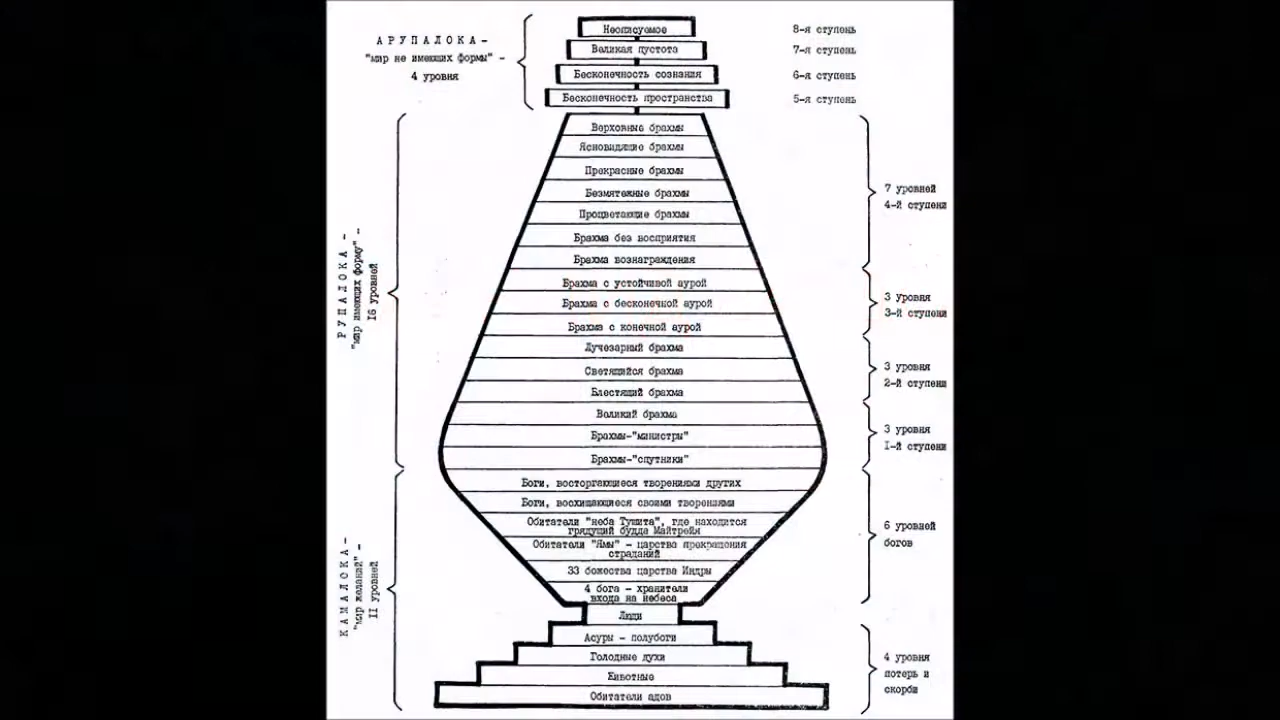 АРУПАЛОКА-
"мир не имеющих формы" -
4 уровня
Неописуемое
8-я ступень
Великая пустота
7-я ступень
Бесконечность сознания
6-я ступень
Бесконечность пространства
5-я ступень
РУПАЛОКА -
"мир имеющих форму" -
16 уровней
Верховные брахмы
Ясновидящие брахмы
Прекрасные брахмы
Безмятежные брахмы
Процветающие брахмы
Брахма без восприятия
Брахма вознаграждения
7 уровней
4-й ступени
Брахма с устойчивой аурой
Брахма с бесконечной аурой
Брахма с конечной аурой
3 уровня
3-й ступени
Лучезарный брахма
Светящийся брахма
Блестящий брахма
3 уровня
2-й ступени
Великий брахма
Брахмы-"министры"
Брахмы-"спутники"
3 уровня
I-й ступени
КАМАЛОКА-
"мир желаний" -
II уровней
Боги, восторгающиеся творениями других
Боги, восхищающиеся своими творениями
Обитатели "неба Тушита", где находится
грядущий будда Майтрейя
Обитатели "Ямы" - царства прекращения
страданий
33 божества царства Индры
4 бога - хранители
входа на небеса
6 уровней
богов
Люди
Асуры - полубоги
Голодные духи
Животные
Обитатели адов
4 уровня
потерь и
скорби